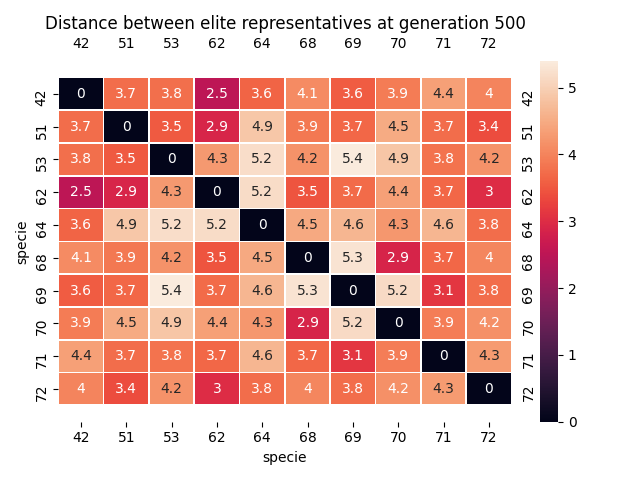 Distance between elite representatives at generation 500
42 51 53 62 64 68 69 70 71 72
42 0 3.7 3.8 2.5 3.6 4.1 3.6 3.9 4.4 4 42
51 3.7 0 3.5 2.9 4.9 3.9 3.7 4.5 3.7 3.4 51
53 3.8 3.5 0 4.3 5.2 4.2 5.4 4.9 3.8 4.2 53
62 2.5 2.9 4.3 0 5.2 3.5 3.7 4.4 3.7 3 62
64 3.6 4.9 5.2 5.2 0 4.5 4.6 4.3 4.6 3.8 64
68 4.1 3.9 4.2 3.5 4.5 0 5.3 2.9 3.7 4 68
69 3.6 3.7 5.4 3.7 4.6 5.3 0 5.2 3.1 3.8 69
70 3.9 4.5 4.9 4.4 4.3 2.9 5.2 0 3.9 4.2 70
71 4.4 3.7 3.8 3.7 4.6 3.7 3.1 3.9 0 4.3 71
72 4 3.4 4.2 3 3.8 4 3.8 4.2 4.3 0 72
42 51 53 62 64 68 69 70 71 72
specie
specie
5
4
3
2
1
0